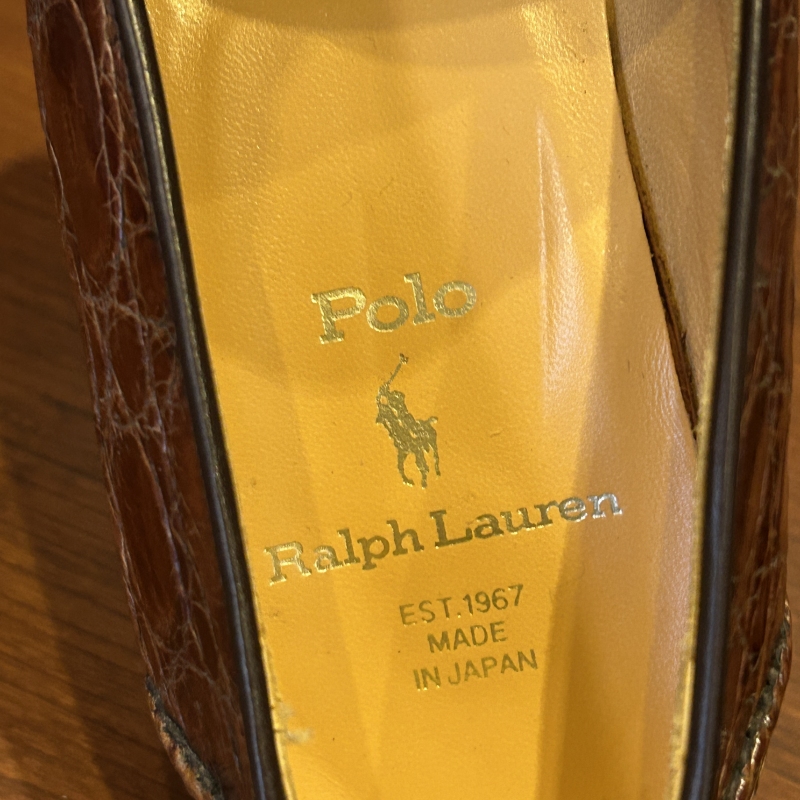 Polo
Ralph Lauren
EST.1967
MADE
IN JAPAN